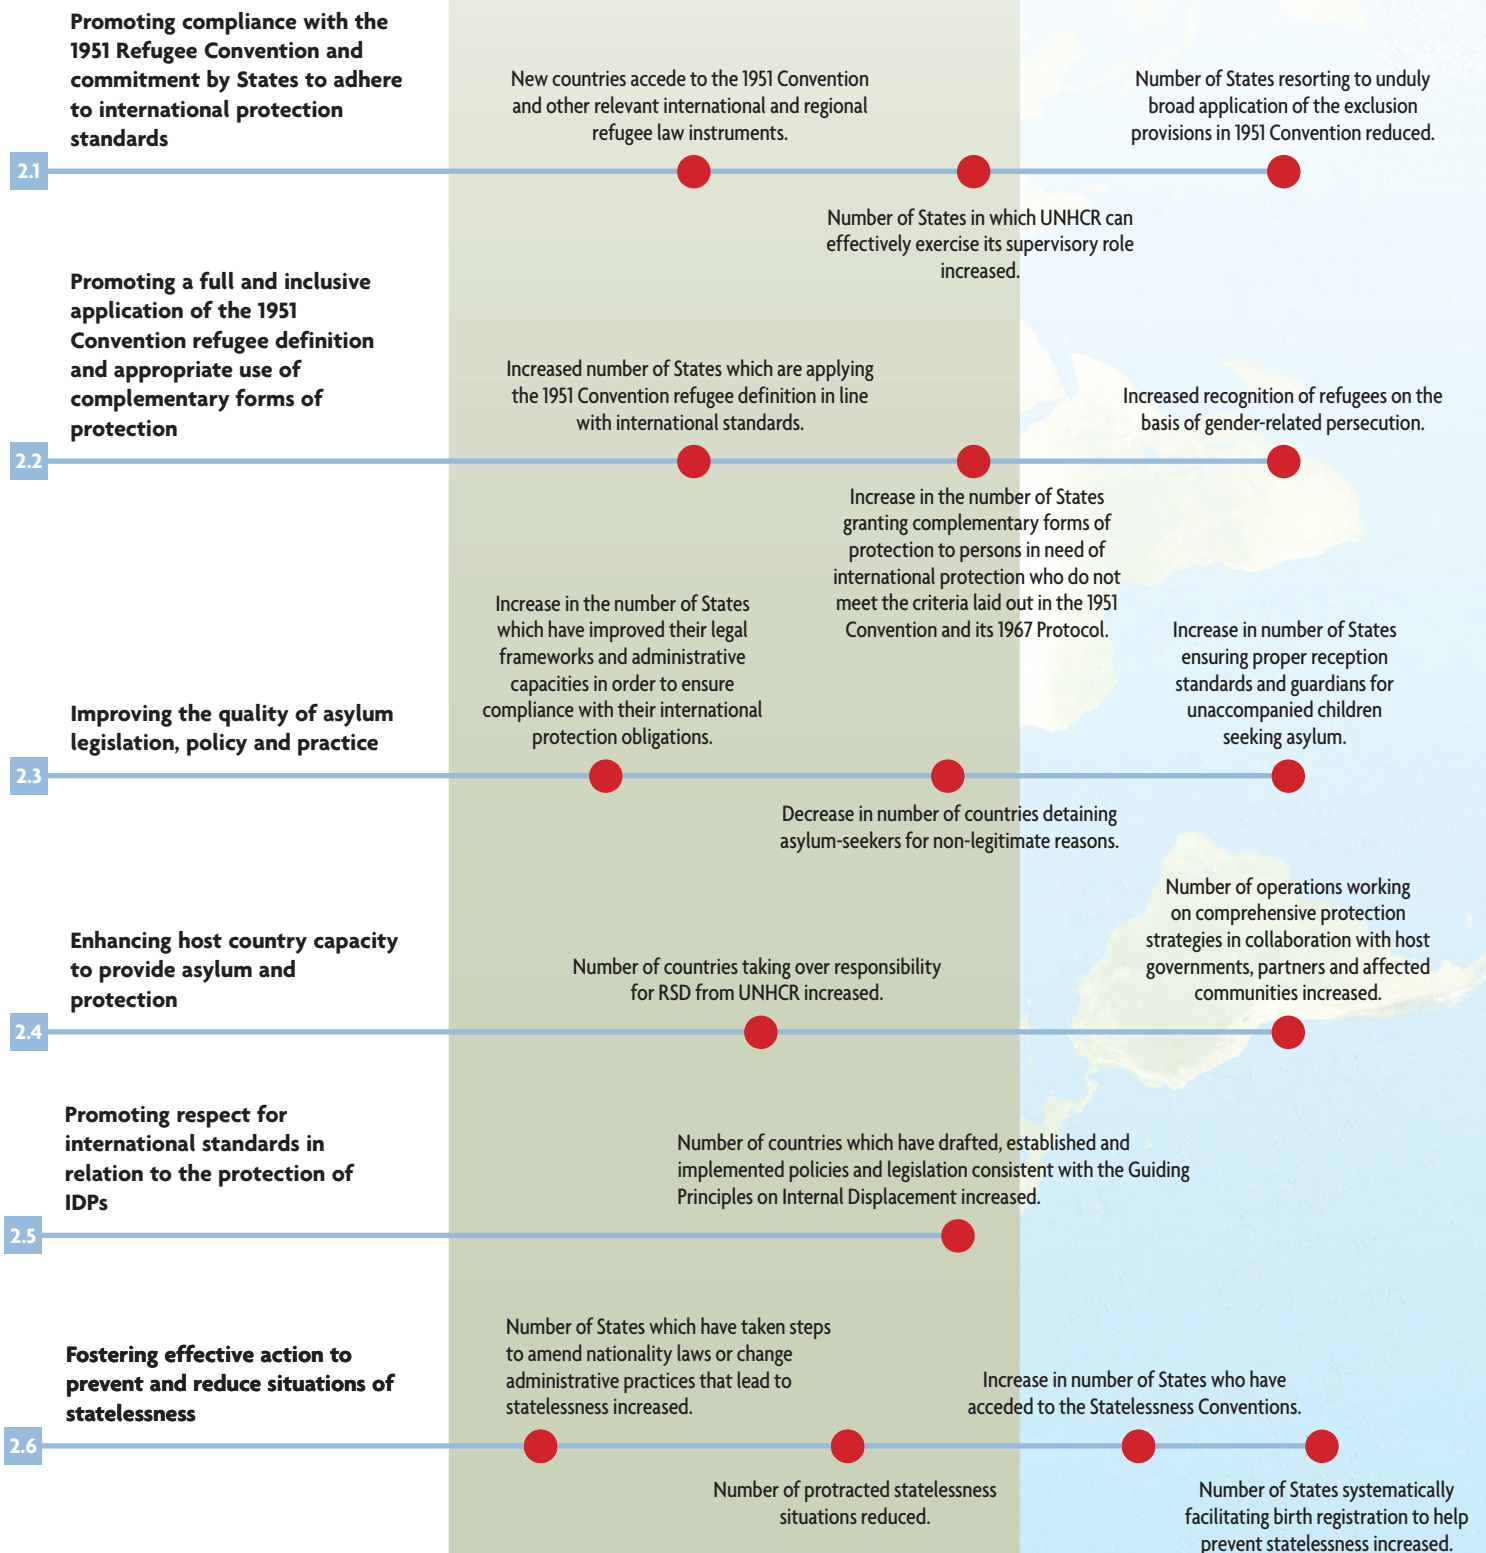 Promoting compliance with the
1951 Refugee Convention and
commitment by States to adhere
to international protection
standards
2.1
New countries accede to the 1951 Convention
and other relevant international and regional
refugee law instruments.
Number of States in which UNHCR can
effectively exercise its supervisory role
increased.
Number of States resorting to unduly
broad application of the exclusion
provisions in 1951 Convention reduced.
Promoting a full and inclusive
application of the 1951
Convention refugee definition
and appropriate use of
complementary forms of
protection
2.2
Increased number of States which are applying
the 1951 Convention refugee definition in line
with international standards.
Increase in the number of States
granting complementary forms of
protection to persons in need of
international protection who do not
meet the criteria laid out in the 1951
Convention and its 1967 Protocol.
Increased recognition of refugees on the
basis of gender-related persecution.
Improving the quality of asylum
legislation, policy and practice
2.3
Increase in the number of States
which have improved their legal
frameworks and administrative
capacities in order to ensure
compliance with their international
protection obligations.
Decrease in number of countries detaining
asylum-seekers for non-legitimate reasons.
Increase in number of States
ensuring proper reception
standards and guardians for
unaccompanied children
seeking asylum.
Enhancing host country capacity
to provide asylum and
protection
2.4
Number of countries taking over responsibility
for RSD from UNHCR increased.
Number of operations working
on comprehensive protection
strategies in collaboration with host
governments, partners and affected
communities increased.
Promoting respect for
international standards in
relation to the protection of
IDPs
2.5
Number of countries which have drafted, established and
implemented policies and legislation consistent with the Guiding
Principles on Internal Displacement increased.
Fostering effective action to
prevent and reduce situations of
statelessness
2.6
Number of States which have taken steps
to amend nationality laws or change
administrative practices that lead to
statelessness increased.
Number of protracted statelessness
situations reduced.
Increase in number of States who have
acceded to the Statelessness Conventions.
Number of States systematically
facilitating birth registration to help
prevent statelessness increased.